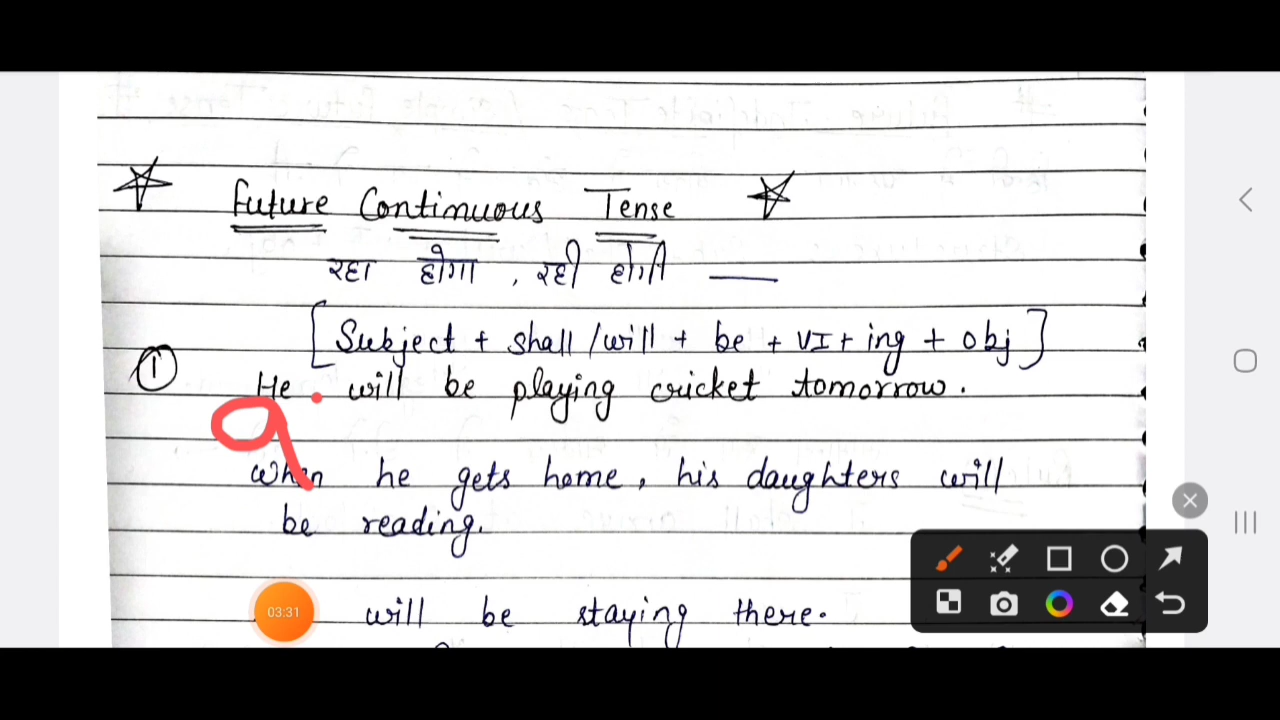 Future Continuous Tense
रहा होगा , रही होगी ——
[Subject + shall /will + be + VI + ing + obj]
① He will be playing cricket tomorrow.
When he gets home, his daughters will
be reading.
03:31
will be staying there.